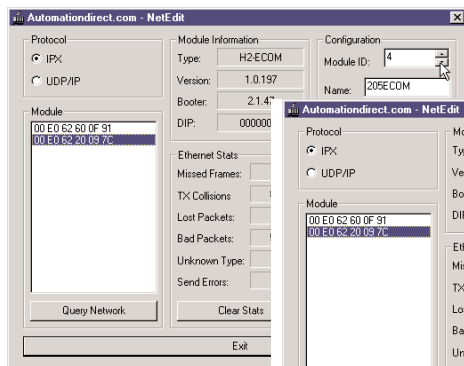 Automationdirect.com - NetEdit
Protocol
IPX
UDP/IP
Module
00 E0 62 60 0F 91
00 E0 62 20 09 7C
Query Network
Module Information
Type: H2-ECOM
Version: 1.0.197
Booter: 2.1.47
DIP: 000000
Ethernet Stats
Missed Frames:
TX Collisions
Lost Packets:
Bad Packets:
Unknown Type:
Send Errors:
Clear Stats
Configuration
Module ID: 4
Name: 205ECOM
Exit
Automationdirect.com - NetEdit
Protocol
IPX
UDP/IP
Module
00 E0 62 60 0F 91
00 E0 62 20 09 7C